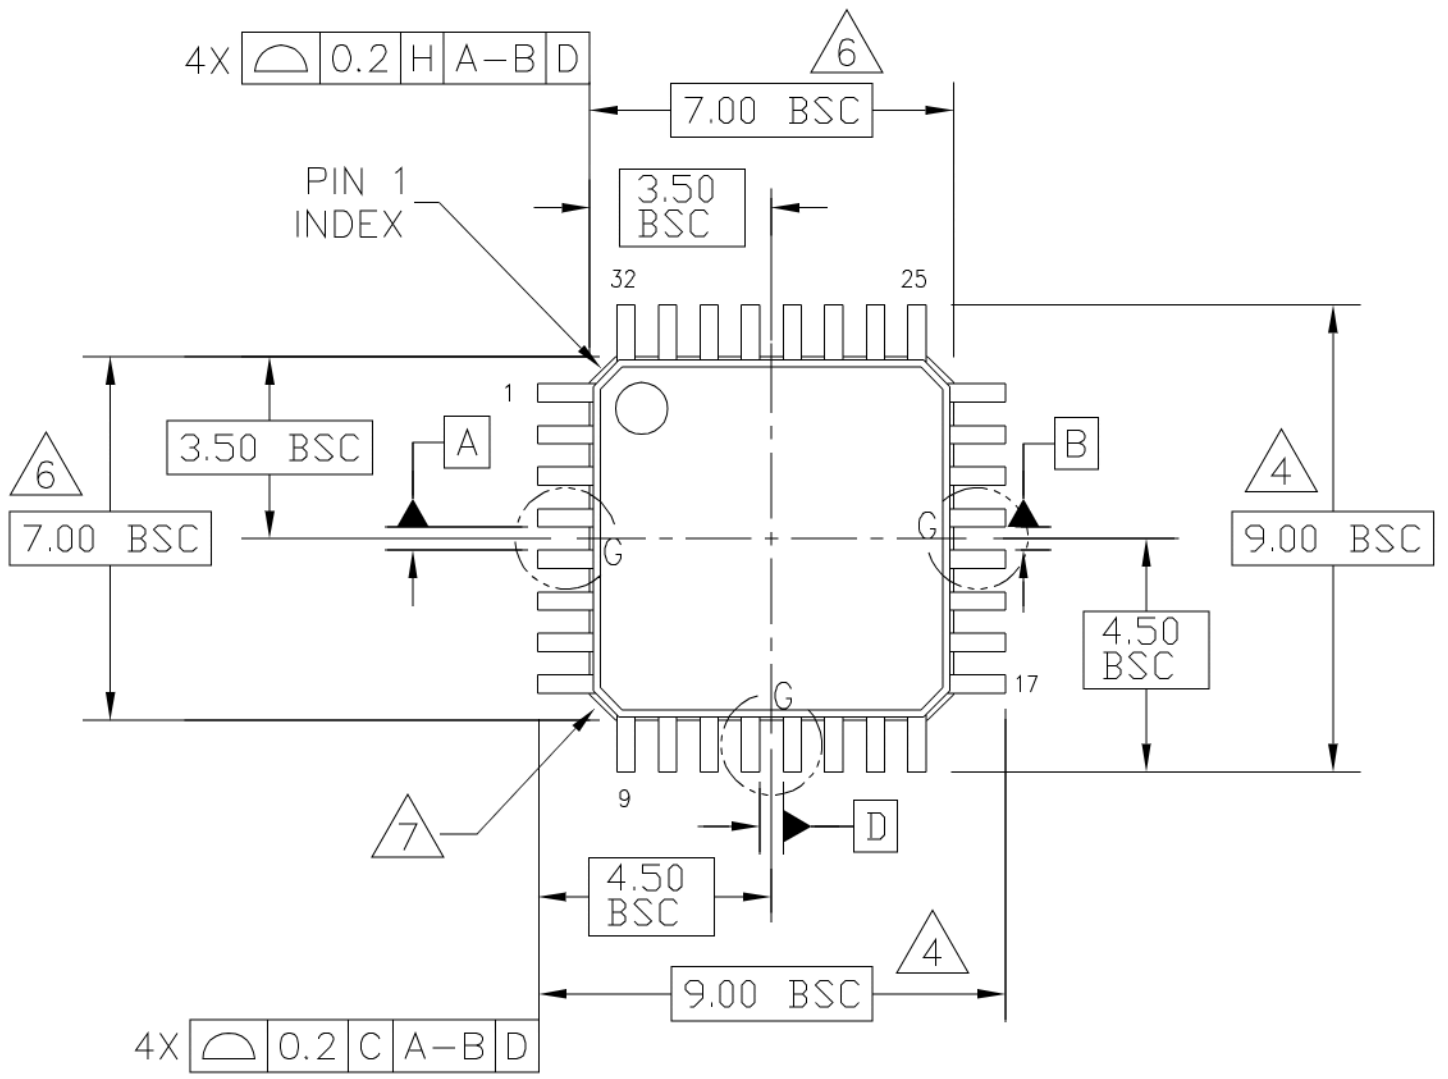 6
4X 0.2 H A-B D
7.00 BSC
PIN 1
INDEX
3.50
BSC
32
25
1
A
B
3.50 BSC
6
4
7.00 BSC
G
G
9.00 BSC
4.50
BSC
17
G
9
7
D
4.50
BSC
4
9.00 BSC
4X 0.2 C A-B D